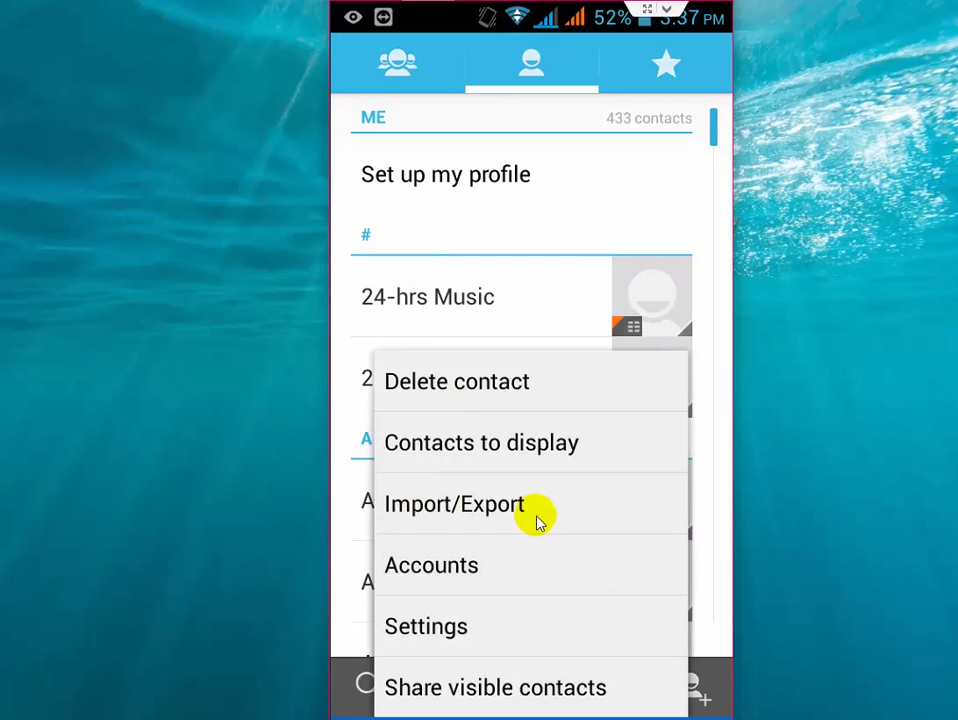 52% 3:37 PM
ME 433 contacts
Set up my profile
#
24-hrs Music
2
Delete contact
A
Contacts to display
A
Import/Export
Accounts
A
Settings
Share visible contacts